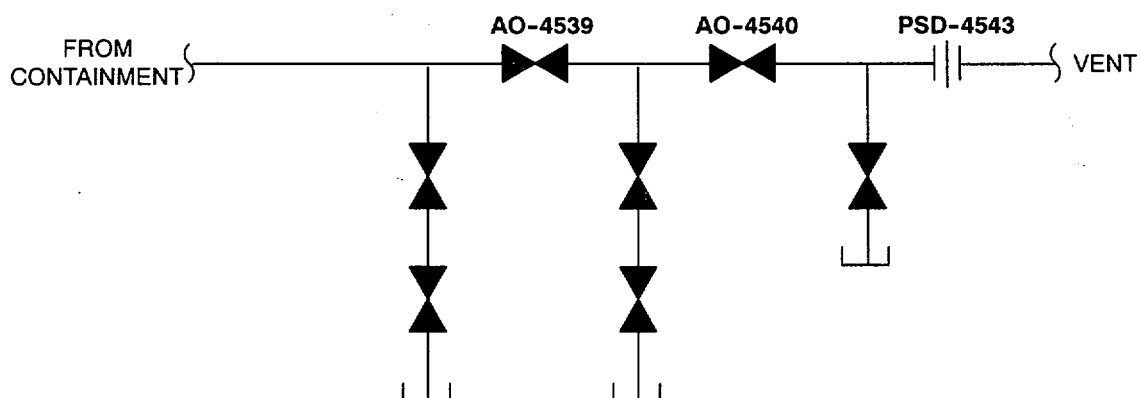 AO-4539
AO-4540
PSD-4543
FROM
CONTAINMENT
VENT